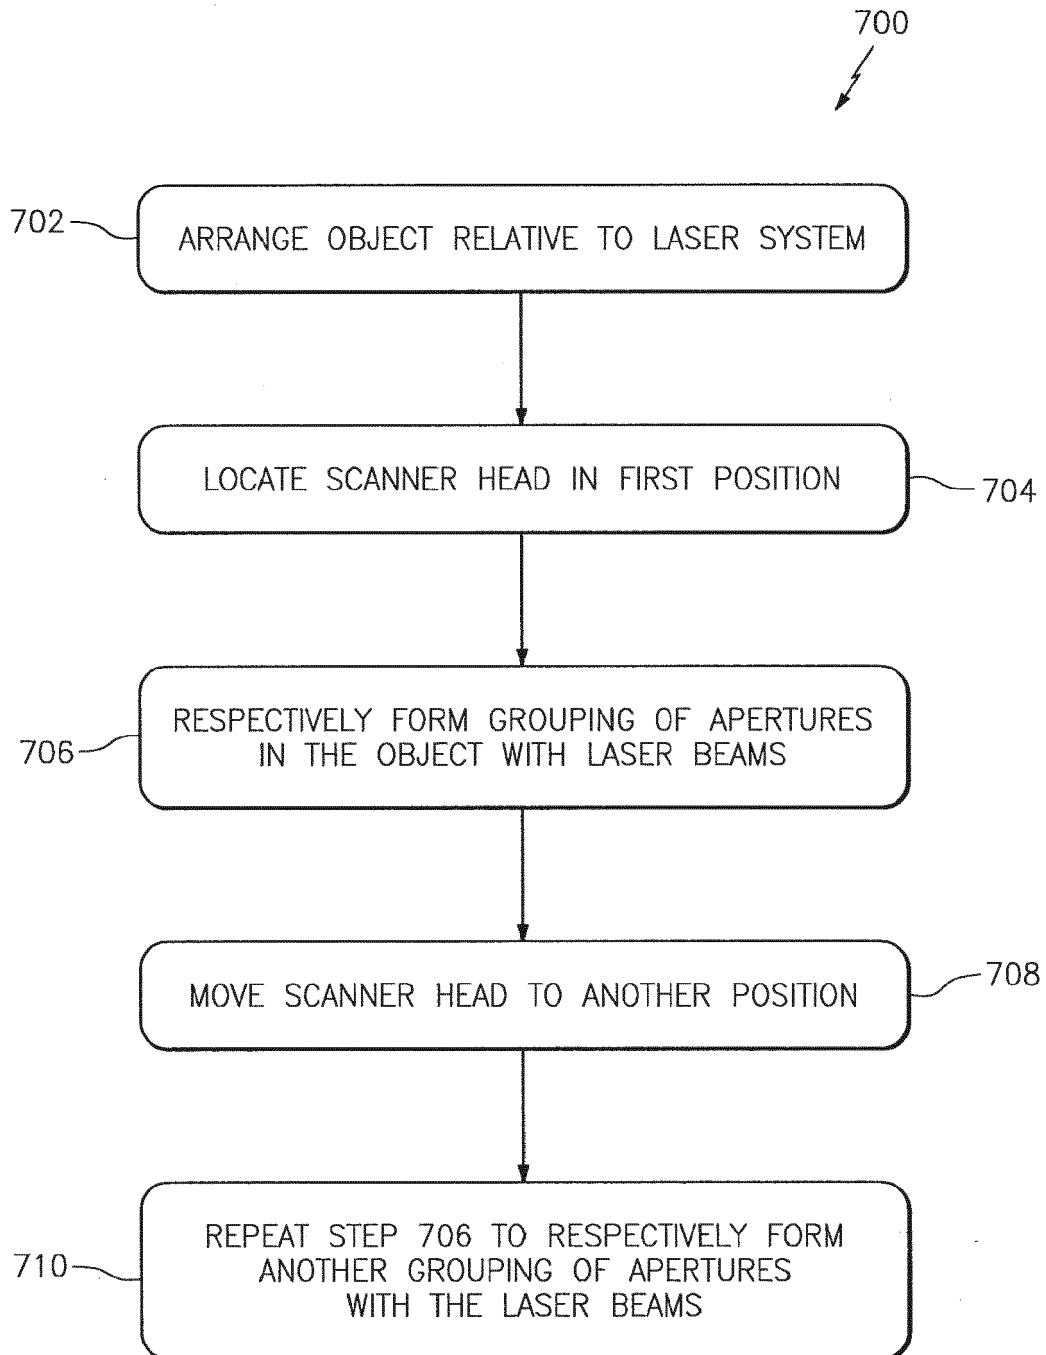 700
702
ARRANGE OBJECT RELATIVE TO LASER SYSTEM
LOCATE SCANNER HEAD IN FIRST POSITION
704
RESPECTIVELY FORM GROUPING OF APERTURES
IN THE OBJECT WITH LASER BEAMS
706
MOVE SCANNER HEAD TO ANOTHER POSITION
708
REPEAT STEP 706 TO RESPECTIVELY FORM
ANOTHER GROUPING OF APERTURES
WITH THE LASER BEAMS
710